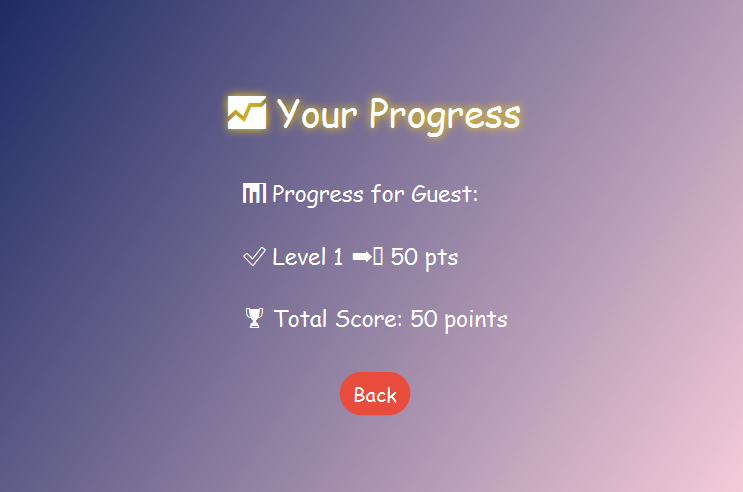 📈 Your Progress
📊 Progress for Guest:
✅ Level 1 ➡️ 50 pts
🏆 Total Score: 50 points
Back